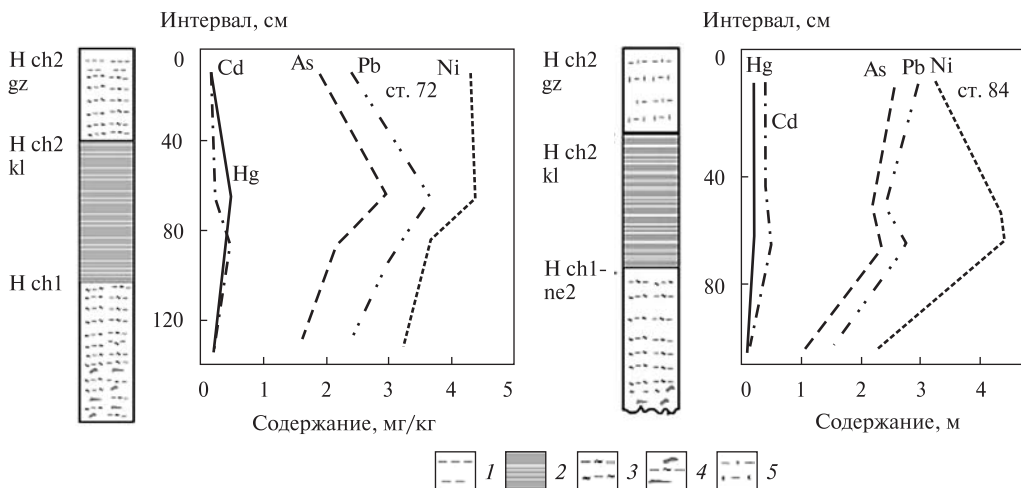 Интервал, см
H ch2
gz
H ch2
kl
H ch1
0
40
80
120
Cd
As
Pb
Ni
ст. 72
Hg
0 1 2 3 4 5
Содержание, мг/кг
Интервал, см
H ch2
gz
H ch2
kl
H ch1-
ne2
0
40
80
Hg
As
Pb
Ni
ст. 84
Cd
0 1 2 3 4
Содержание, м
1 2 3 4 5